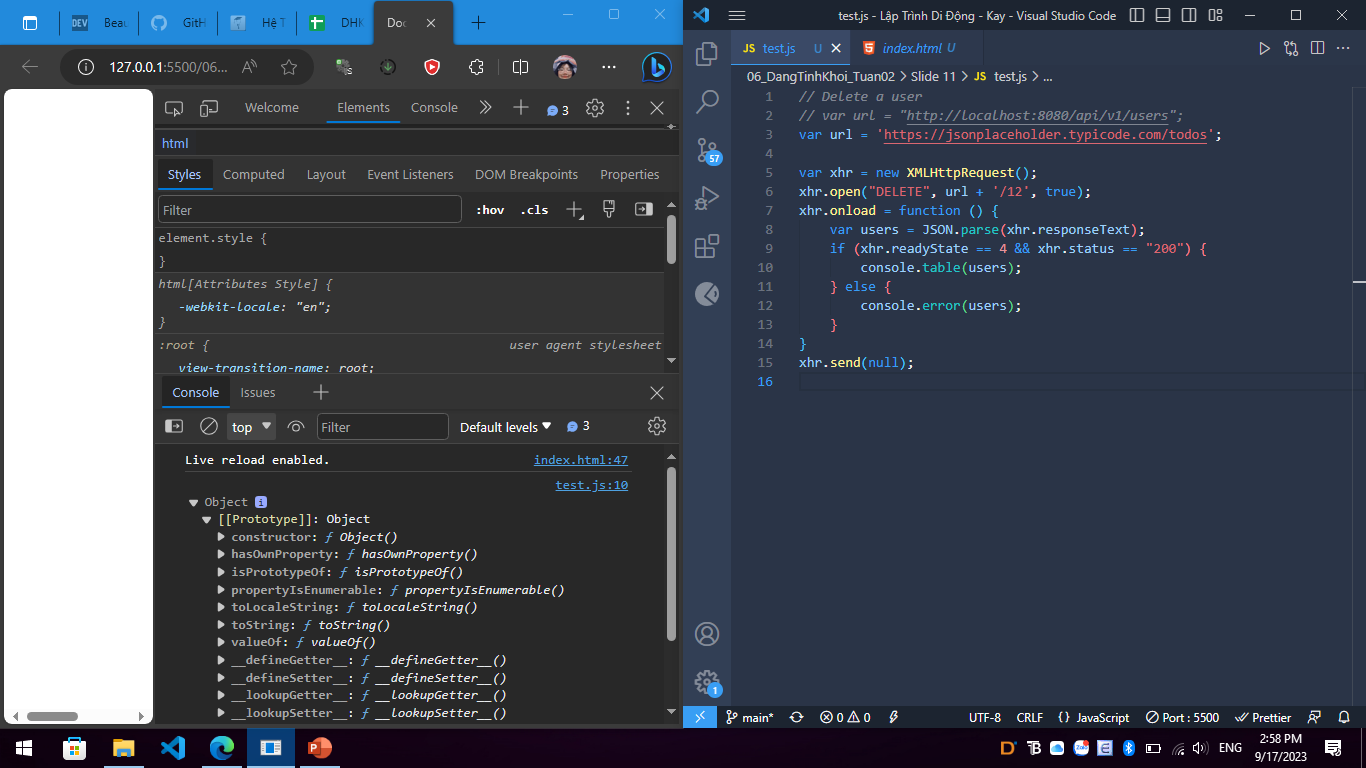 Beau
GitH
Hệ T
DHK
Doc
127.0.0.1:5500/06...
Welcome
Elements
Console
3
html
Styles
Computed
Layout
Event Listeners
DOM Breakpoints
Properties
Filter
:hov
.cls
element.style {
}
html[Attributes Style] {
-webkit-locale: "en";
}
:root {
user agent stylesheet
view-transition-name: root;
Console
Issues
top
Filter
Default levels
3
Live reload enabled.
index.html:47
test.js:10
Object
[[Prototype]]: Object
constructor: ƒ Object()
hasOwnProperty: ƒ hasOwnProperty()
isPrototypeOf: ƒ isPrototypeOf()
propertyIsEnumerable: ƒ propertyIsEnumerable()
toLocaleString: ƒ toLocaleString()
toString: ƒ toString()
valueOf: ƒ valueOf()
__defineGetter__: ƒ __defineGetter__()
__defineSetter__: ƒ __defineSetter__()
__lookupGetter__: ƒ __lookupGetter__()
__lookupSetter__: ƒ __lookupSetter__()
test.js - Lập Trình Di Động - Kay - Visual Studio Code
JS test.js U
index.html U
57
06_DangTinhKhoi_Tuan02 > Slide 11 > JS test.js > ...
1 // Delete a user
2 // var url = "http://localhost:8080/api/v1/users";
3 var url = 'https://jsonplaceholder.typicode.com/todos';
4
5 var xhr = new XMLHttpRequest();
6 xhr.open("DELETE", url + '/12', true);
7 xhr.onload = function () {
8 var users = JSON.parse(xhr.responseText);
9 if (xhr.readyState == 4 && xhr.status == "200") {
10 console.table(users);
11 } else {
12 console.error(users);
13 }
14 }
15 xhr.send(null);
16
1
main*
0
0
UTF-8
CRLF
{ } JavaScript
Port : 5500
Prettier
ENG
2:58 PM
9/17/2023